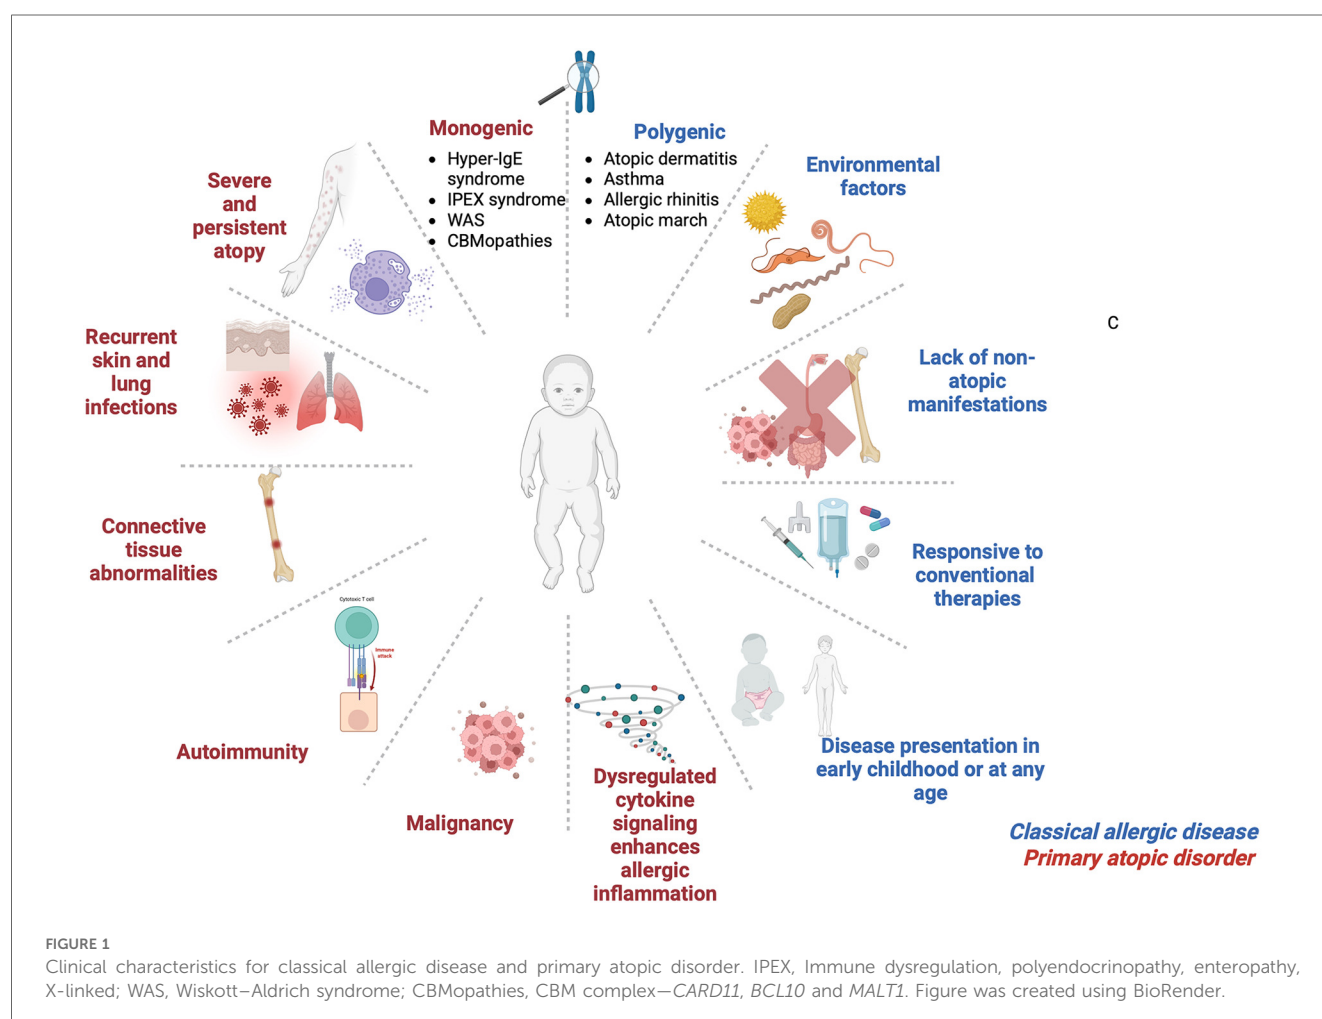 Monogenic
Hyper-IgE
syndrome
IPEX syndrome
WAS
CBMopathies
Polygenic
Atopic dermatitis
Asthma
Allergic rhinitis
Atopic march
Environmental
factors
Severe
and
persistent
atopy
Recurrent
skin and
lung
infections
C
Lack of non-
atopic
manifestations
Connective
tissue
abnormalities
Responsive to
conventional
therapies
Cytotoxic T cell
Immune
attack
Autoimmunity
Malignancy
Dysregulated
cytokine
signaling
enhances
allergic
inflammation
Disease presentation in
early childhood or at any
age
Classical allergic disease
Primary atopic disorder
FIGURE 1
Clinical characteristics for classical allergic disease and primary atopic disorder. IPEX, Immune dysregulation, polyendocrinopathy, enteropathy,
X-linked; WAS, Wiskott–Aldrich syndrome; CBMopathies, CBM complex—CARD11, BCL10 and MALT1. Figure was created using BioRender.